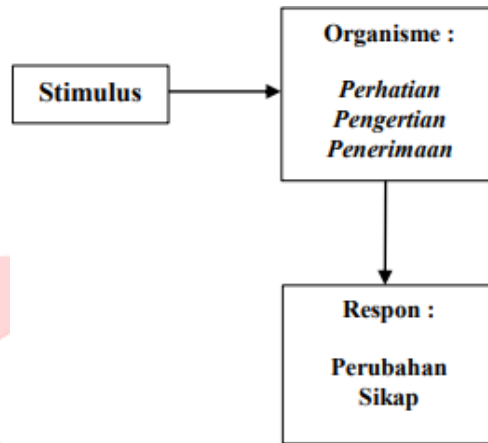 Stimulus
Organisme :
Perhatian
Pengertian
Penerimaan
Respon :
Perubahan
Sikap